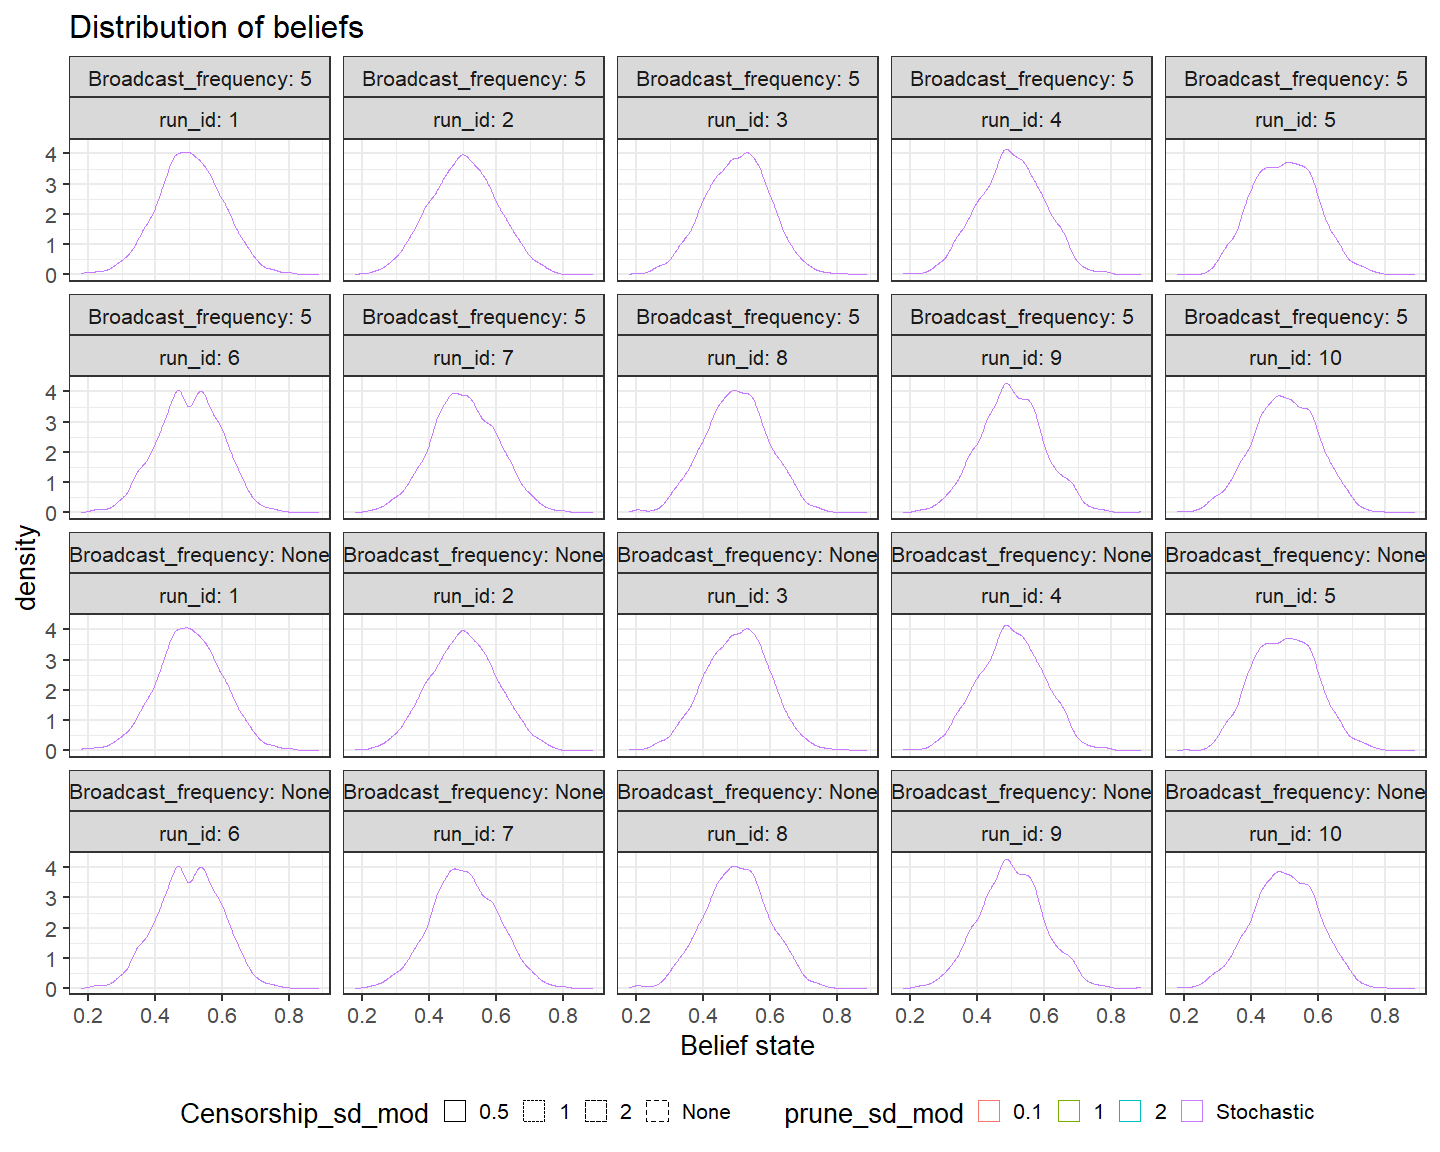 Distribution of beliefs
Broadcast_frequency: 5 Broadcast_frequency: 5 Broadcast_frequency: 5 Broadcast_frequency: 5 Broadcast_frequency: 5
run_id: 1 run_id: 2 run_id: 3 run_id: 4 run_id: 5
4
3
2
1
0
Broadcast_frequency: 5 Broadcast_frequency: 5 Broadcast_frequency: 5 Broadcast_frequency: 5 Broadcast_frequency: 5
run_id: 6 run_id: 7 run_id: 8 run_id: 9 run_id: 10
4
3
2
1
0
density
Broadcast_frequency: None Broadcast_frequency: None Broadcast_frequency: None Broadcast_frequency: None Broadcast_frequency: None
run_id: 1 run_id: 2 run_id: 3 run_id: 4 run_id: 5
4
3
2
1
0
Broadcast_frequency: None Broadcast_frequency: None Broadcast_frequency: None Broadcast_frequency: None Broadcast_frequency: None
run_id: 6 run_id: 7 run_id: 8 run_id: 9 run_id: 10
4
3
2
1
0
0.2 0.4 0.6 0.8 0.2 0.4 0.6 0.8 0.2 0.4 0.6 0.8 0.2 0.4 0.6 0.8 0.2 0.4 0.6 0.8
Belief state
Censorship_sd_mod 0.5 1 2 None prune_sd_mod 0.1 1 2 Stochastic